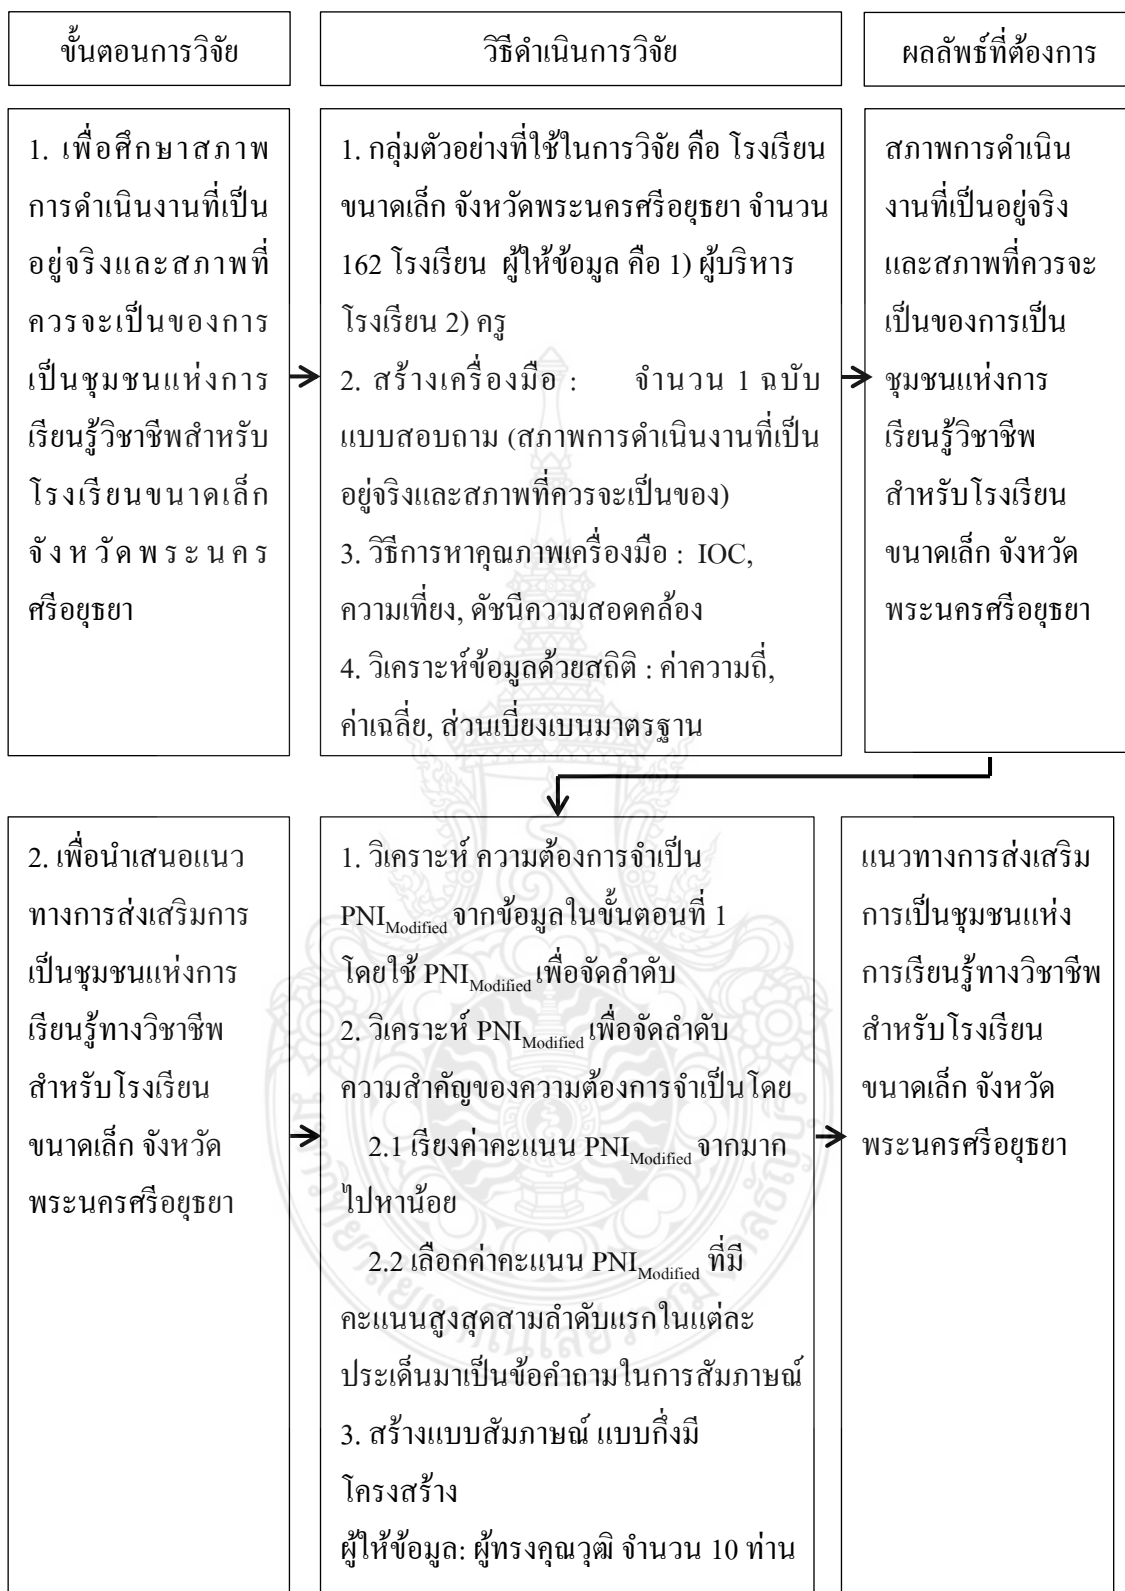 ขั้นตอนการวิจัย
วิธีดำเนินการวิจัย
ผลลัพธ์ที่ต้องการ
1. เพื่อศึกษาสภาพ
การดำเนินงานที่เป็น
อยู่จริงและสภาพที่
ควรจะเป็นของการ
เป็นชุมชนแห่งการ
เรียนรู้วิชาชีพสำหรับ
โรงเรียนขนาดเล็ก
จังหวัดพระนคร
ศรีอยุธยา
1. กลุ่มตัวอย่างที่ใช้ในการวิจัย คือ โรงเรียน
ขนาดเล็ก จังหวัดพระนครศรีอยุธยา จำนวน
162 โรงเรียน ผู้ให้ข้อมูล คือ 1) ผู้บริหาร
โรงเรียน 2) ครู
2. สร้างเครื่องมือ : จำนวน 1 ฉบับ
แบบสอบถาม (สภาพการดำเนินงานที่เป็น
อยู่จริงและสภาพที่ควรจะเป็นของ)
3. วิธีการหาคุณภาพเครื่องมือ : IOC,
ความเที่ยง, ดัชนีความสอดคล้อง
4. วิเคราะห์ข้อมูลด้วยสถิติ : ค่าความถี่,
ค่าเฉลี่ย, ส่วนเบี่ยงเบนมาตรฐาน
สภาพการดำเนิน
งานที่เป็นอยู่จริง
และสภาพที่ควรจะ
เป็นของการเป็น
ชุมชนแห่งการ
เรียนรู้วิชาชีพ
สำหรับโรงเรียน
ขนาดเล็ก จังหวัด
พระนครศรีอยุธยา
2. เพื่อนำเสนอแนว
ทางการส่งเสริมการ
เป็นชุมชนแห่งการ
เรียนรู้ทางวิชาชีพ
สำหรับโรงเรียน
ขนาดเล็ก จังหวัด
พระนครศรีอยุธยา
1. วิเคราะห์ ความต้องการจำเป็น
PNI Modified จากข้อมูลในขั้นตอนที่ 1
โดยใช้ PNI Modified เพื่อจัดลำดับ
2. วิเคราะห์ PNI Modified เพื่อจัดลำดับ
ความสำคัญของความต้องการจำเป็นโดย
2.1 เรียงค่าคะแนน PNI Modified จากมาก
ไปหาน้อย
2.2 เลือกค่าคะแนน PNI Modified ที่มี
คะแนนสูงสุดสามลำดับแรกในแต่ละ
ประเด็นมาเป็นข้อคำถามในการสัมภาษณ์
3. สร้างแบบสัมภาษณ์ แบบกึ่งมี
โครงสร้าง
ผู้ให้ข้อมูล: ผู้ทรงคุณวุฒิ จำนวน 10 ท่าน
แนวทางการส่งเสริม
การเป็นชุมชนแห่ง
การเรียนรู้ทางวิชาชีพ
สำหรับโรงเรียน
ขนาดเล็ก จังหวัด
พระนครศรีอยุธยา